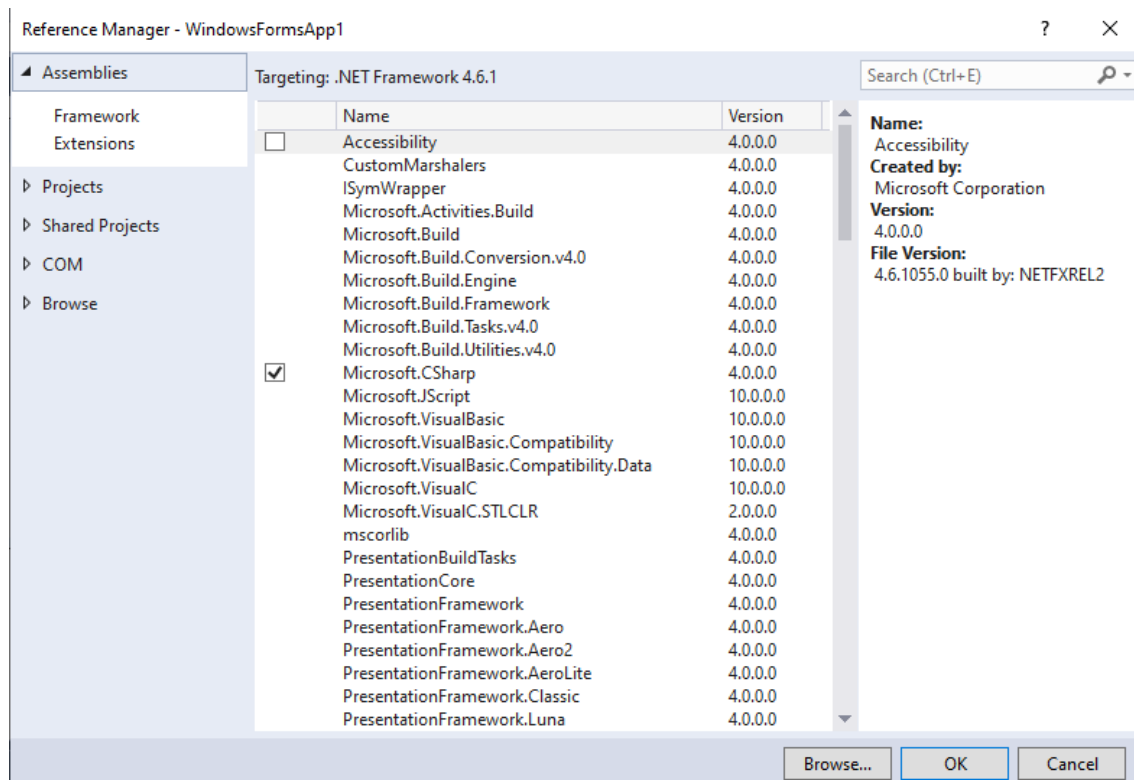 Reference Manager - WindowsFormsApp1
? ×
Assemblies
Framework
Extensions
Projects
Shared Projects
COM
Browse
Targeting: .NET Framework 4.6.1
Search (Ctrl+E)
Name Version
Accessibility 4.0.0.0
CustomMarshalers 4.0.0.0
ISymWrapper 4.0.0.0
Microsoft.Activities.Build 4.0.0.0
Microsoft.Build 4.0.0.0
Microsoft.Build.Conversion.v4.0 4.0.0.0
Microsoft.Build.Engine 4.0.0.0
Microsoft.Build.Framework 4.0.0.0
Microsoft.Build.Tasks.v4.0 4.0.0.0
Microsoft.Build.Utilities.v4.0 4.0.0.0
Microsoft.CSharp 4.0.0.0
Microsoft.JScript 10.0.0.0
Microsoft.VisualBasic 10.0.0.0
Microsoft.VisualBasic.Compatibility 10.0.0.0
Microsoft.VisualBasic.Compatibility.Data 10.0.0.0
Microsoft.VisualC 10.0.0.0
Microsoft.VisualC.STLCLR 2.0.0.0
mscorlib 4.0.0.0
PresentationBuildTasks 4.0.0.0
PresentationCore 4.0.0.0
PresentationFramework 4.0.0.0
PresentationFramework.Aero 4.0.0.0
PresentationFramework.Aero2 4.0.0.0
PresentationFramework.AeroLite 4.0.0.0
PresentationFramework.Classic 4.0.0.0
PresentationFramework.Luna 4.0.0.0
Name:
Accessibility
Created by:
Microsoft Corporation
Version:
4.0.0.0
File Version:
4.6.1055.0 built by: NETFXREL2
Browse... OK Cancel